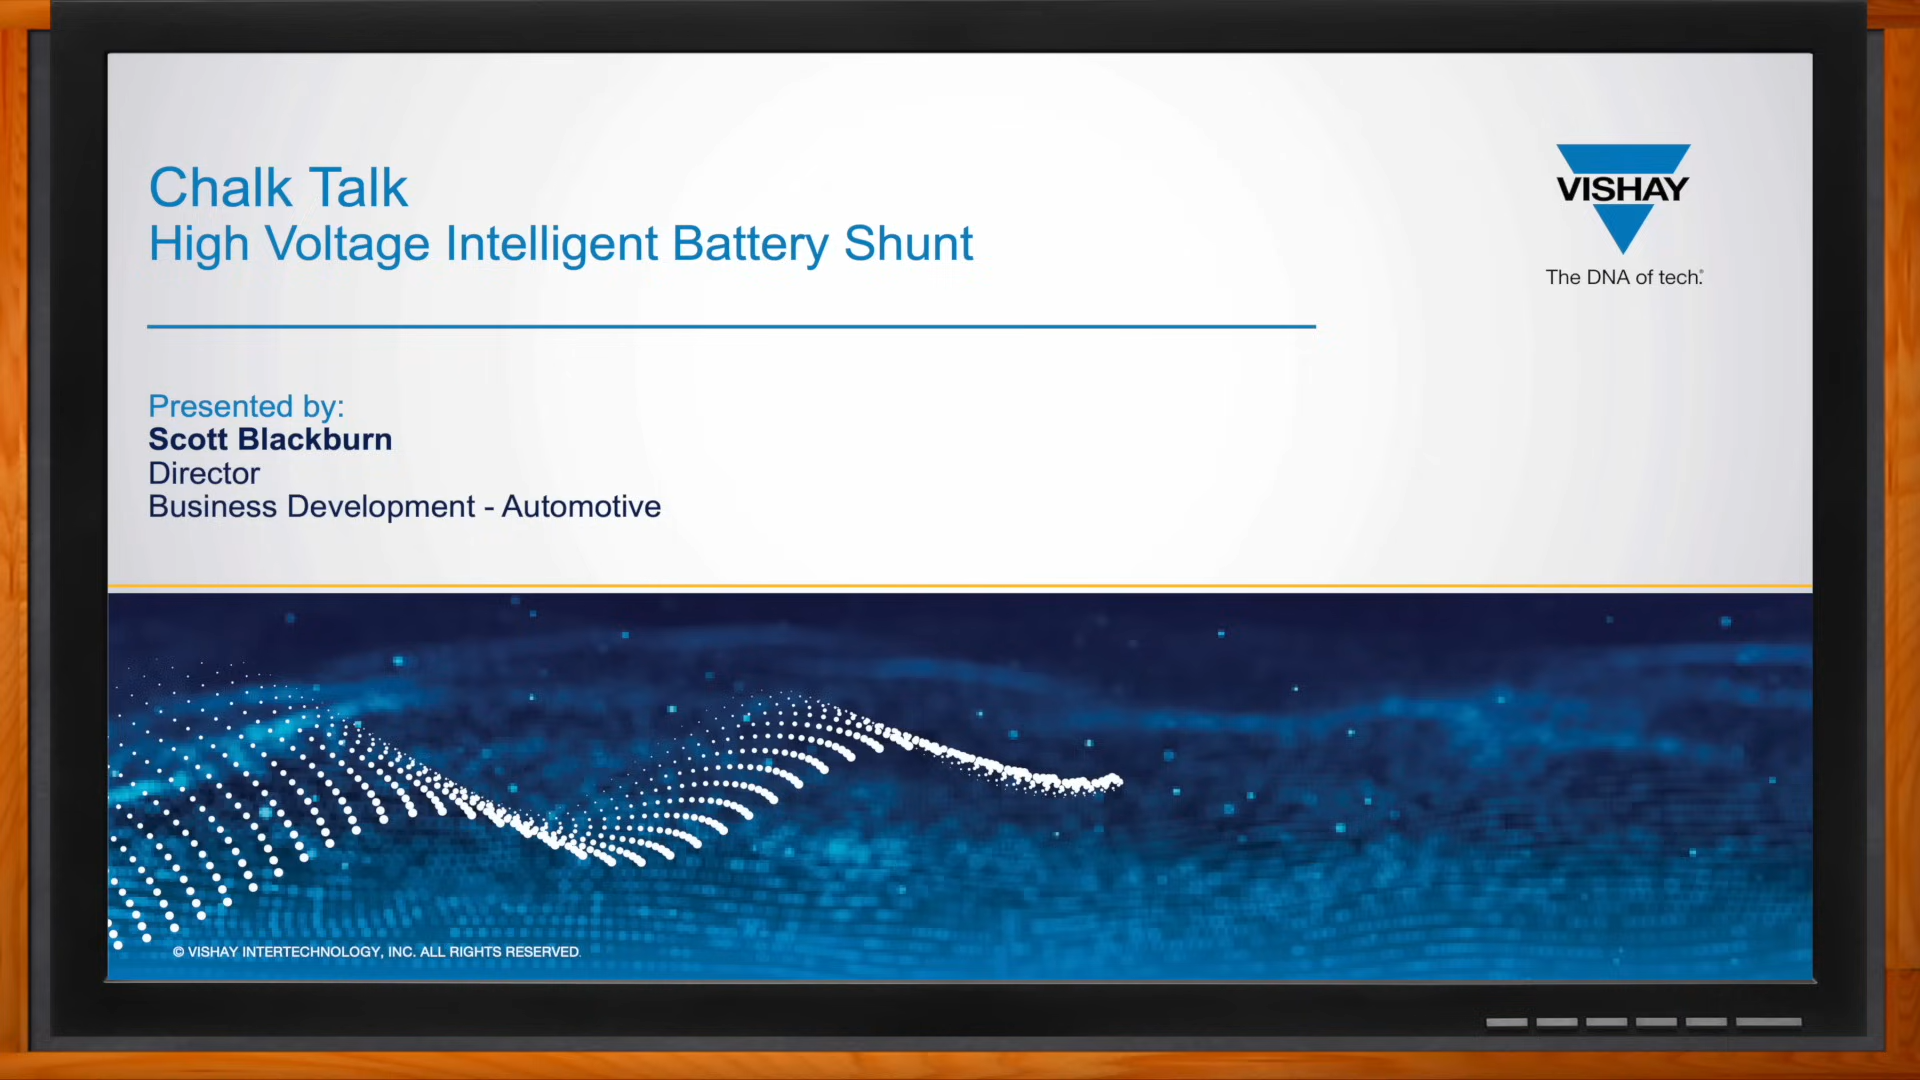 Chalk Talk
High Voltage Intelligent Battery Shunt
VISHAY
The DNA of tech.®
Presented by:
Scott Blackburn
Director
Business Development - Automotive
© VISHAY INTERTECHNOLOGY, INC. ALL RIGHTS RESERVED.